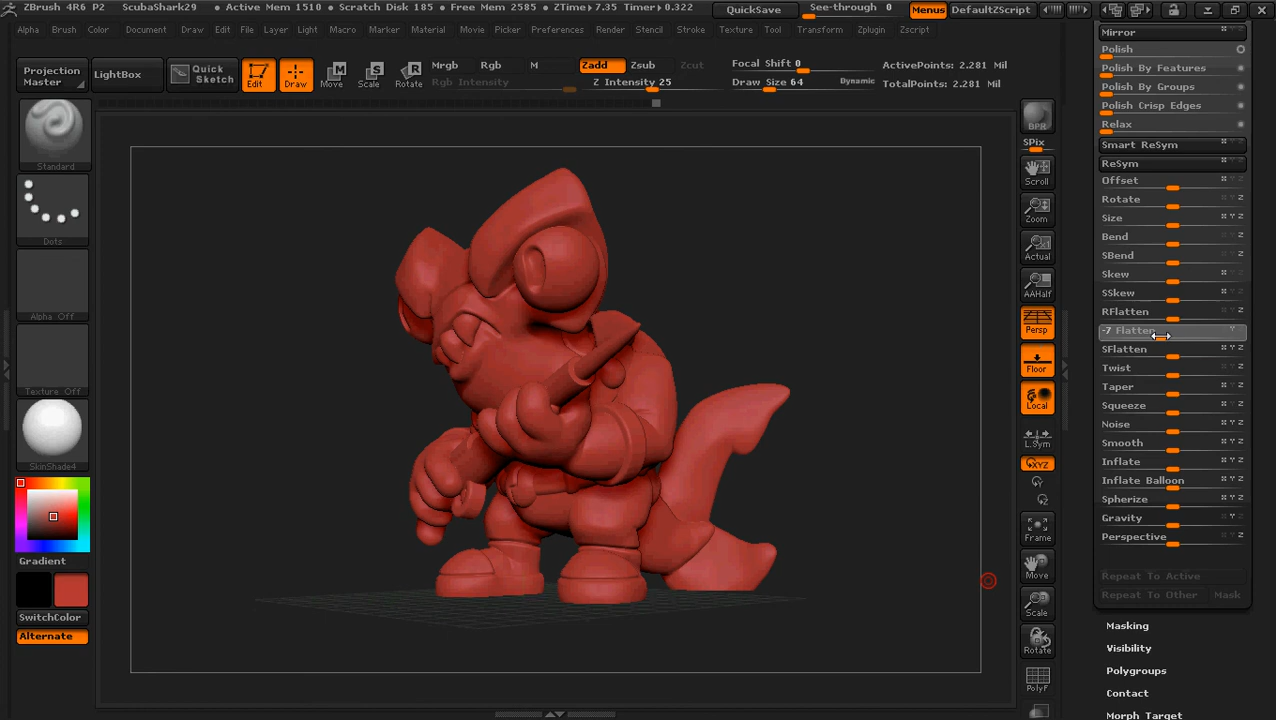 ZBrush 4R6 P2 ScubaShark29 • Active Mem 1510 • Scratch Disk 185 • Free Mem 2585 • ZTime▸7.35 Timer▸0.322 QuickSave See-through 0 Menus DefaultZScript
Alpha Brush Color Document Draw Edit File Layer Light Macro Marker Material Movie Picker Preferences Render Stencil Stroke Texture Tool Transform Zplugin Zscript
Projection Master
LightBox
Quick Sketch
Edit
Draw
Move
Scale
Rotate
Mrgb Rgb M
Rgb Intensity
Zadd Zsub Zcut
Z Intensity 25
Focal Shift 0
Draw Size 64 Dynamic
ActivePoints: 2.281 Mil
TotalPoints: 2.281 Mil
Standard
Dots
Alpha Off
Texture Off
SkinShade4
Gradient
SwitchColor
Alternate
BPR
SPix
Scroll
Zoom
Actual
AAHalf
Persp
Floor
Local
L.Sym
XYZ
Frame
Move
Scale
Rotate
PolyF
Mirror
Polish
Polish By Features
Polish By Groups
Polish Crisp Edges
Relax
Smart ReSym
ReSym
Offset
Rotate
Size
Bend
SBend
Skew
SSkew
RFlatten
-7 Flatten
SFlatten
Twist
Taper
Squeeze
Noise
Smooth
Inflate
Inflate Balloon
Spherize
Gravity
Perspective
Repeat To Active
Repeat To Other Mask
Masking
Visibility
Polygroups
Contact
Morph Target